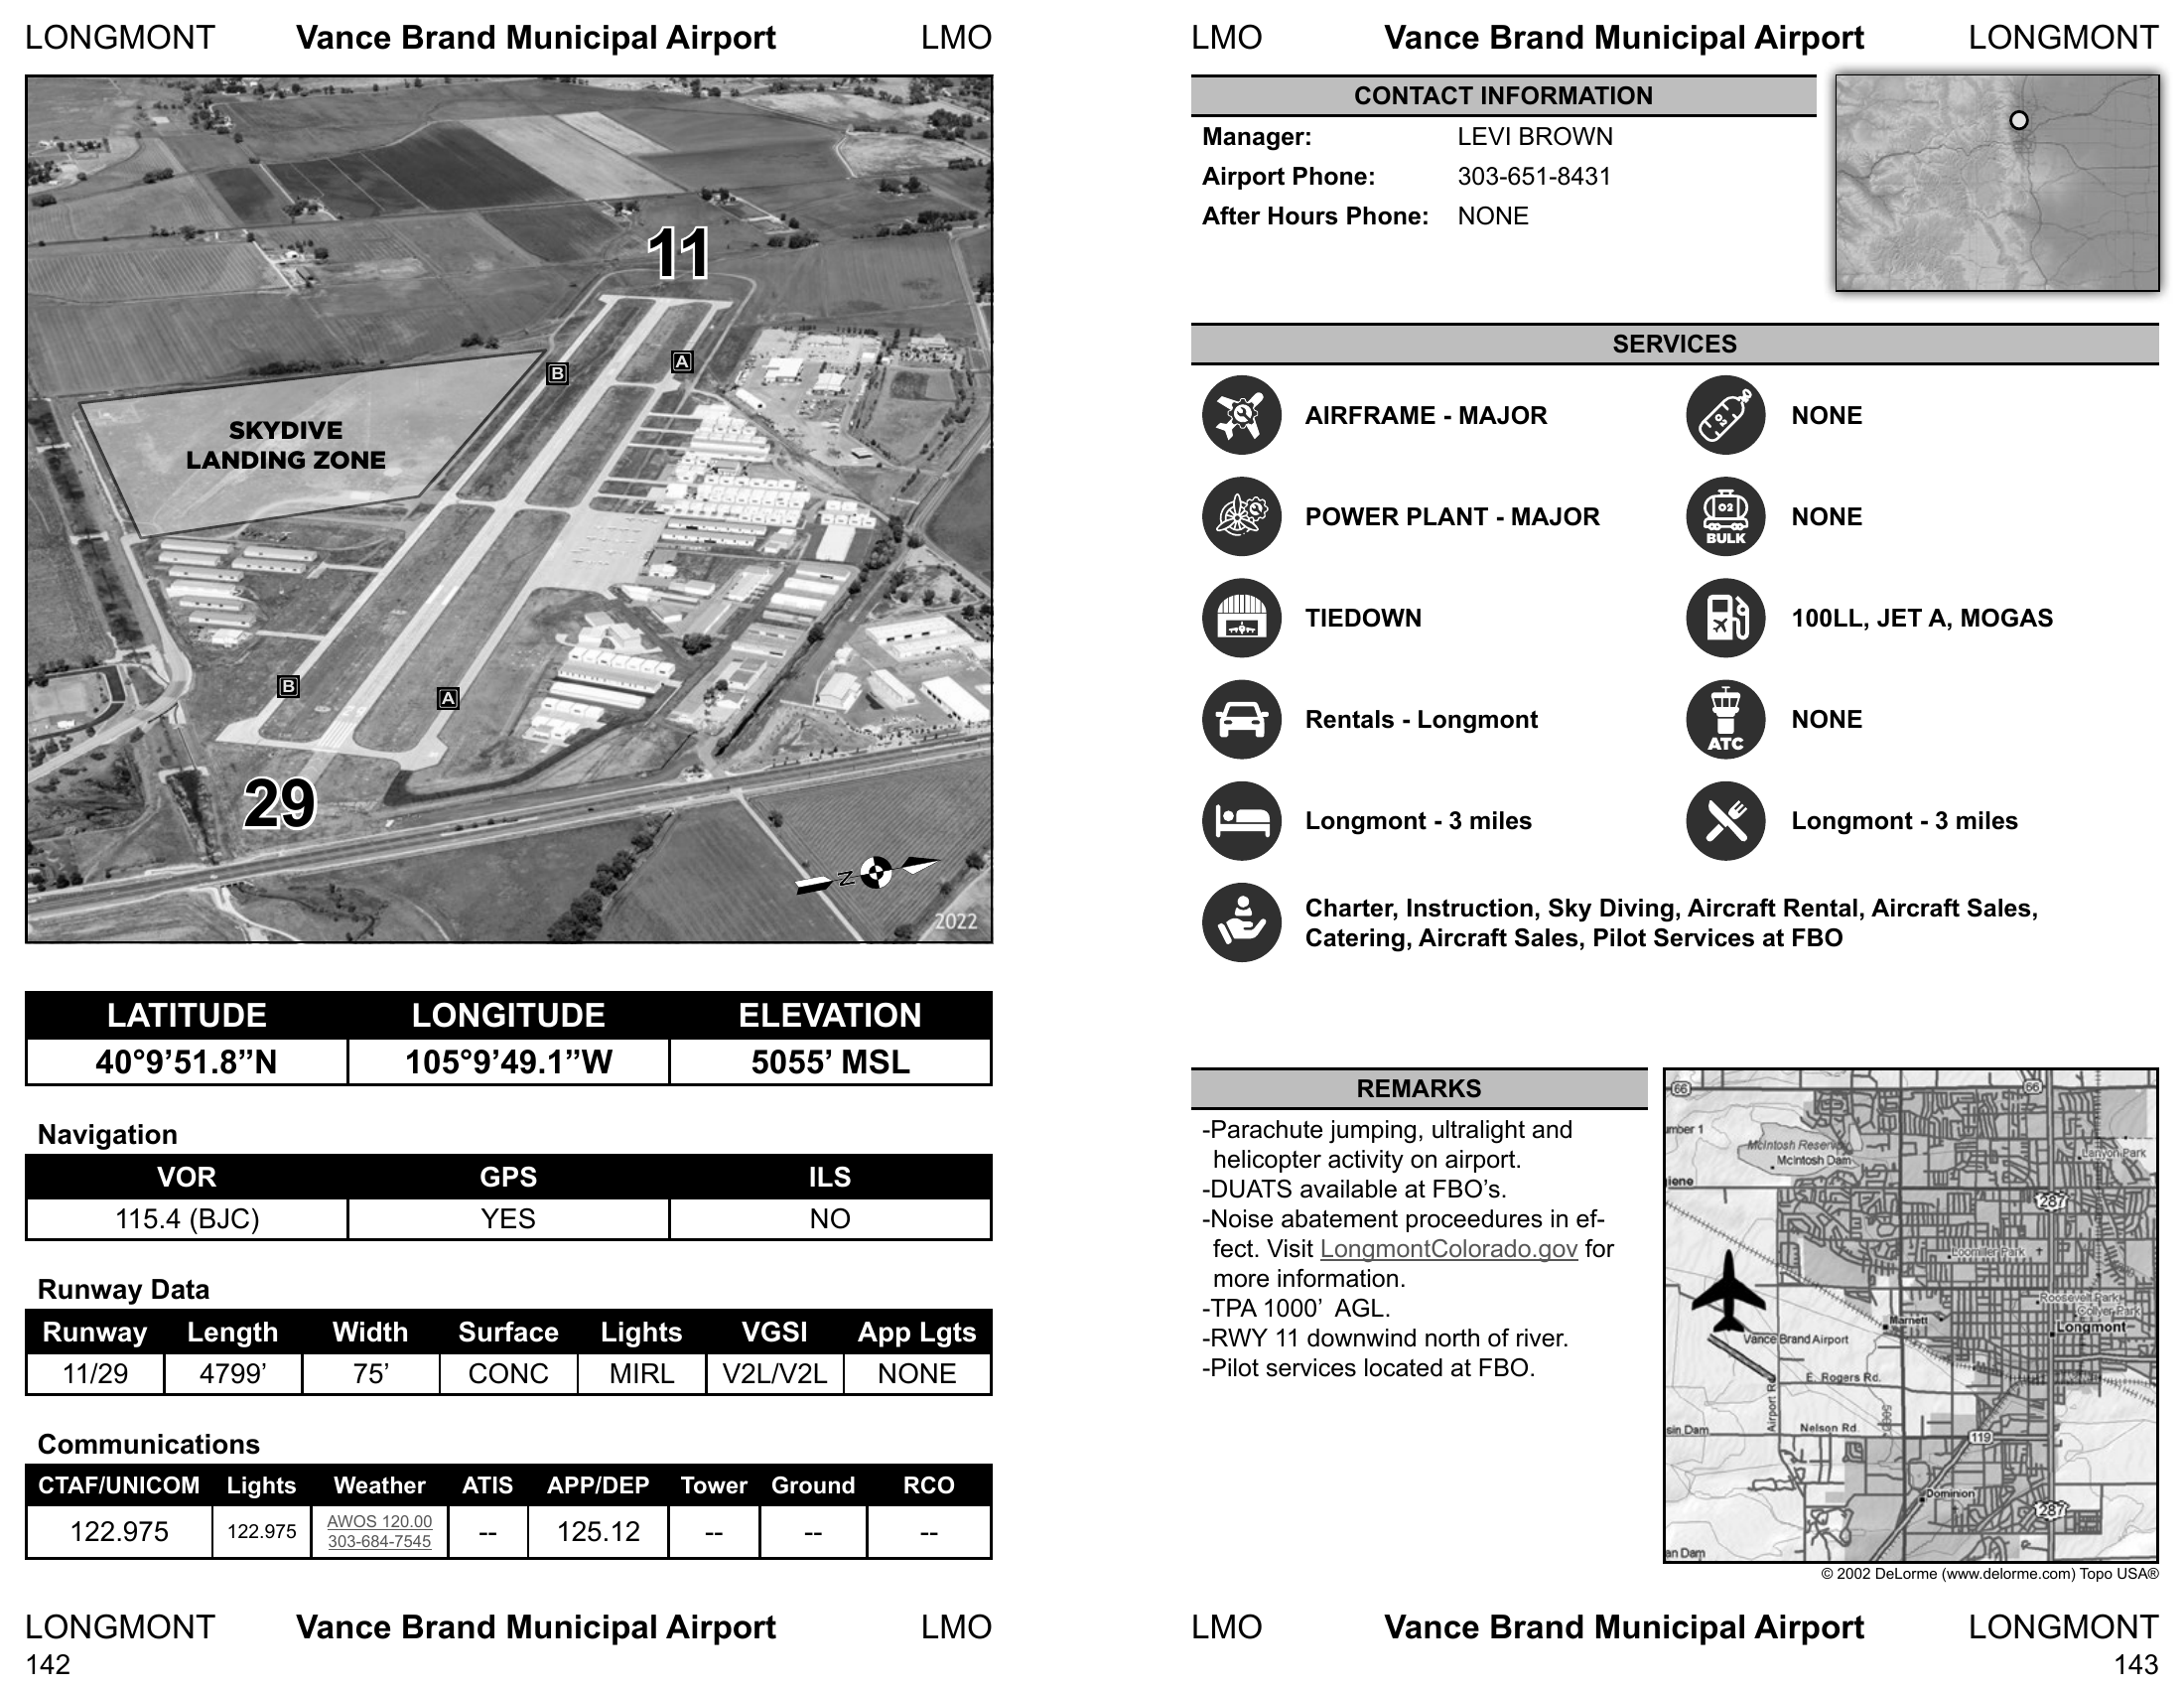 LONGMONT Vance Brand Municipal Airport LMO
11
B
A
SKYDIVE
LANDING ZONE
B
A
29
N
2022
LATITUDE LONGITUDE ELEVATION
40°9’51.8”N 105°9’49.1”W 5055’ MSL
Navigation
VOR GPS ILS
115.4 (BJC) YES NO
Runway Data
Runway Length Width Surface Lights VGSI App Lgts
11/29 4799’ 75’ CONC MIRL V2L/V2L NONE
Communications
CTAF/UNICOM Lights Weather ATIS APP/DEP Tower Ground RCO
122.975 122.975 AWOS 120.00 -- 125.12 -- -- --
303-684-7545
LONGMONT Vance Brand Municipal Airport LMO
142
LMO Vance Brand Municipal Airport LONGMONT
CONTACT INFORMATION
Manager: LEVI BROWN
Airport Phone: 303-651-8431
After Hours Phone: NONE
SERVICES
AIRFRAME - MAJOR O2 NONE
POWER PLANT - MAJOR O2 BULK NONE
TIEDOWN 100LL, JET A, MOGAS
Rentals - Longmont ATC NONE
Longmont - 3 miles Longmont - 3 miles
Charter, Instruction, Sky Diving, Aircraft Rental, Aircraft Sales,
Catering, Aircraft Sales, Pilot Services at FBO
REMARKS
-Parachute jumping, ultralight and
helicopter activity on airport.
-DUATS available at FBO’s.
-Noise abatement proceedures in ef-
fect. Visit LongmontColorado.gov for
more information.
-TPA 1000’ AGL.
-RWY 11 downwind north of river.
-Pilot services located at FBO.
66 66
mber 1
McIntosh Reservoir
McIntosh Dam
Lanyon Park
iene
287
Loomiller Park
Roosevelt Park
Collyer Park
Marnett
Longmont
Vance Brand Airport
E. Rogers Rd.
Airport Rd
Nelson Rd.
sin Dam
119
Dominion
287
an Dam
© 2002 DeLorme (www.delorme.com) Topo USA®
LMO Vance Brand Municipal Airport LONGMONT
143